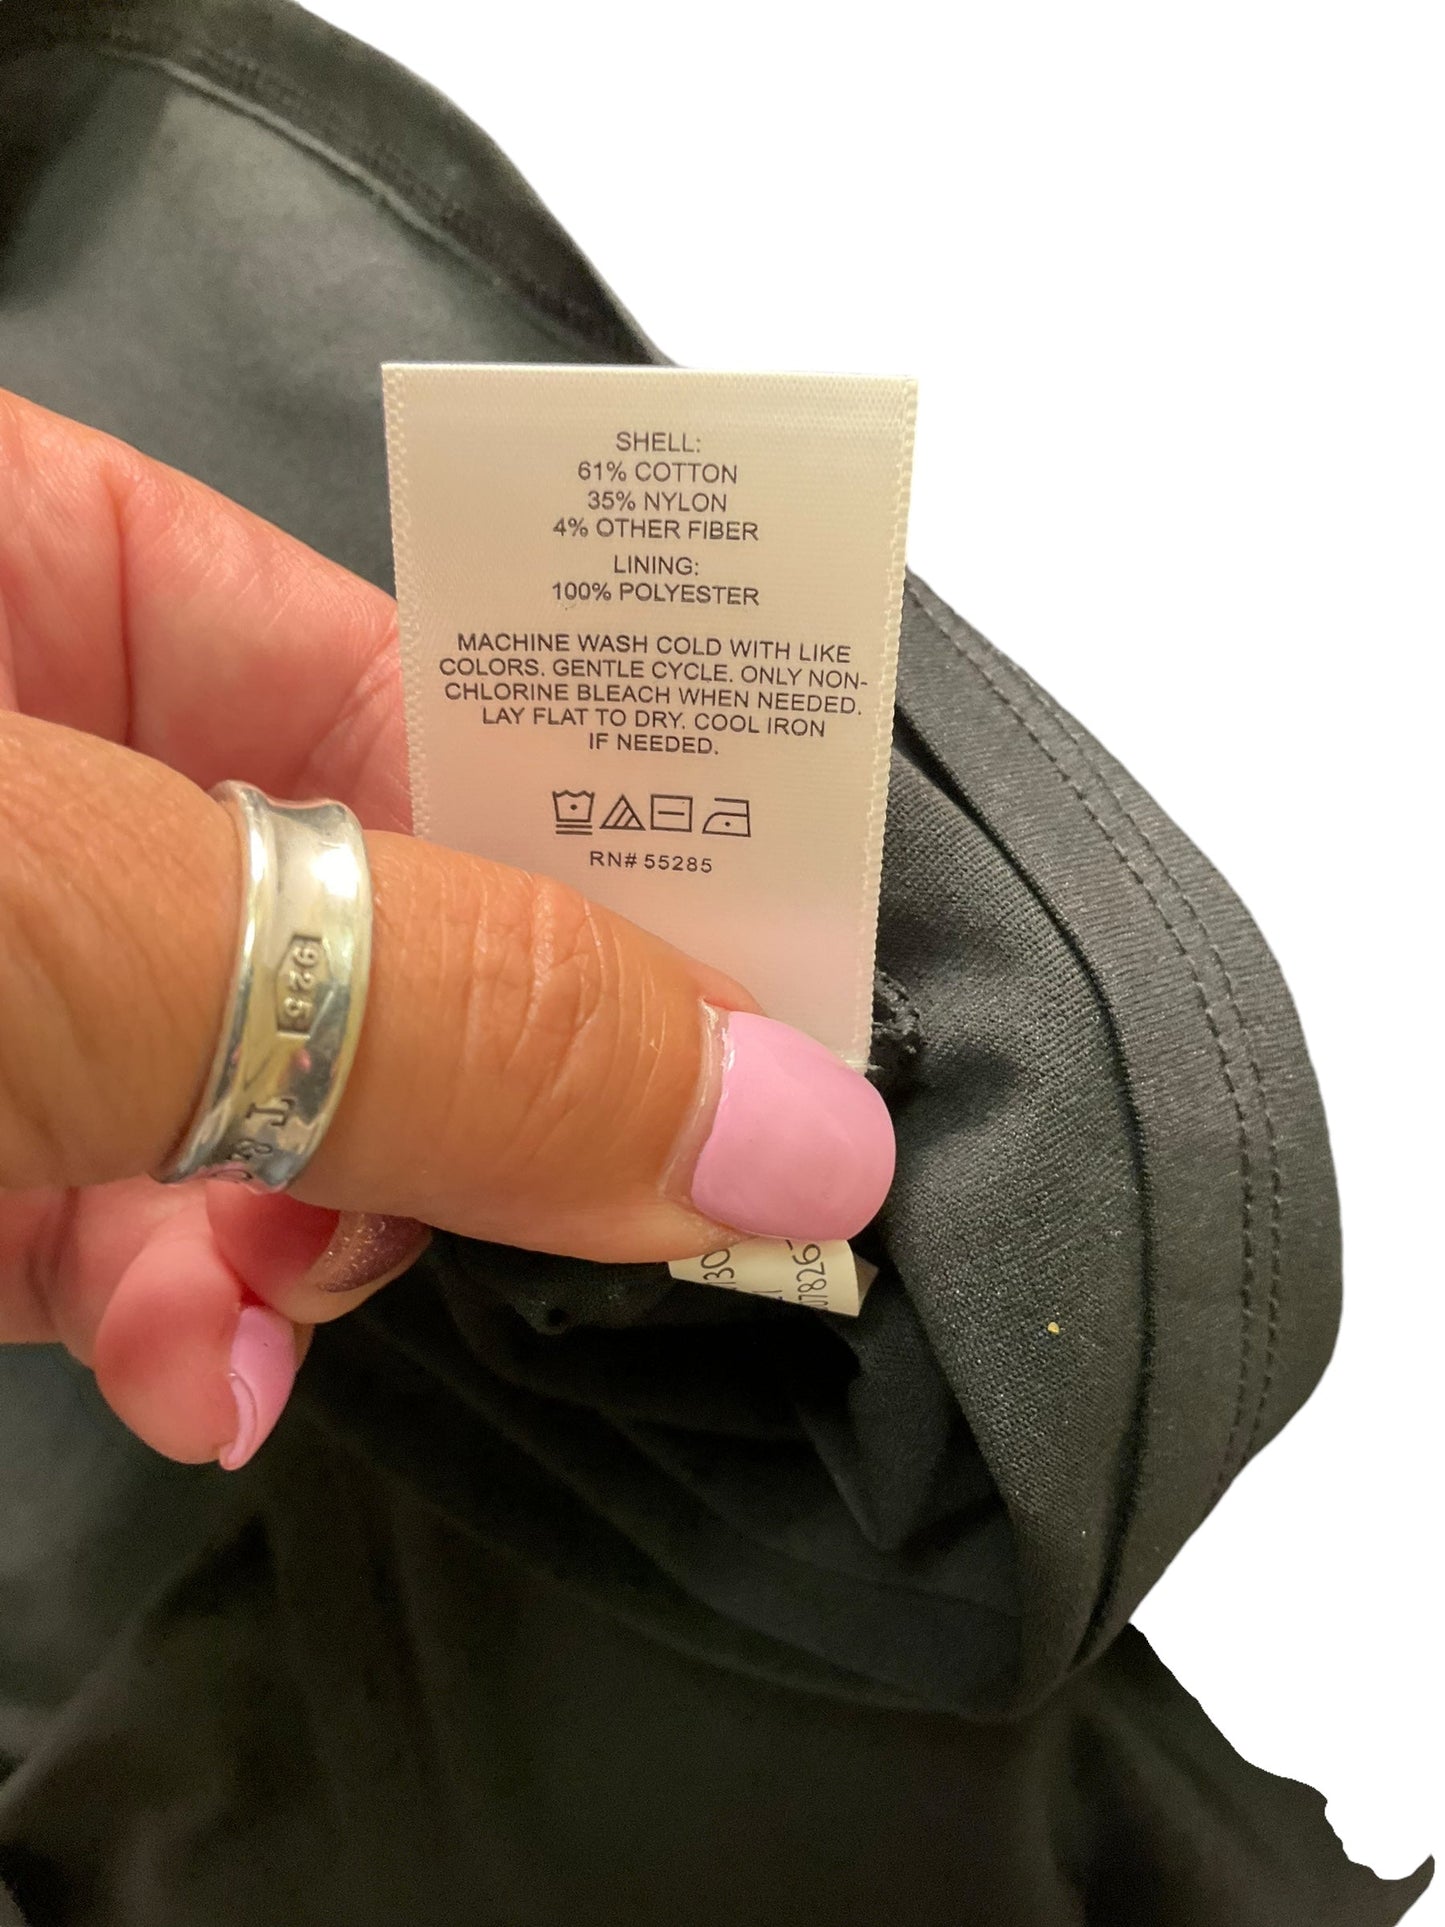 SHELL:
61% COTTON
35% NYLON
4% OTHER FIBER
LINING:
100% POLYESTER
MACHINE WASH COLD WITH LIKE
COLORS. GENTLE CYCLE. ONLY NON-
CHLORINE BLEACH WHEN NEEDED.
LAY FLAT TO DRY. COOL IRON
IF NEEDED.
RN# 55285
925